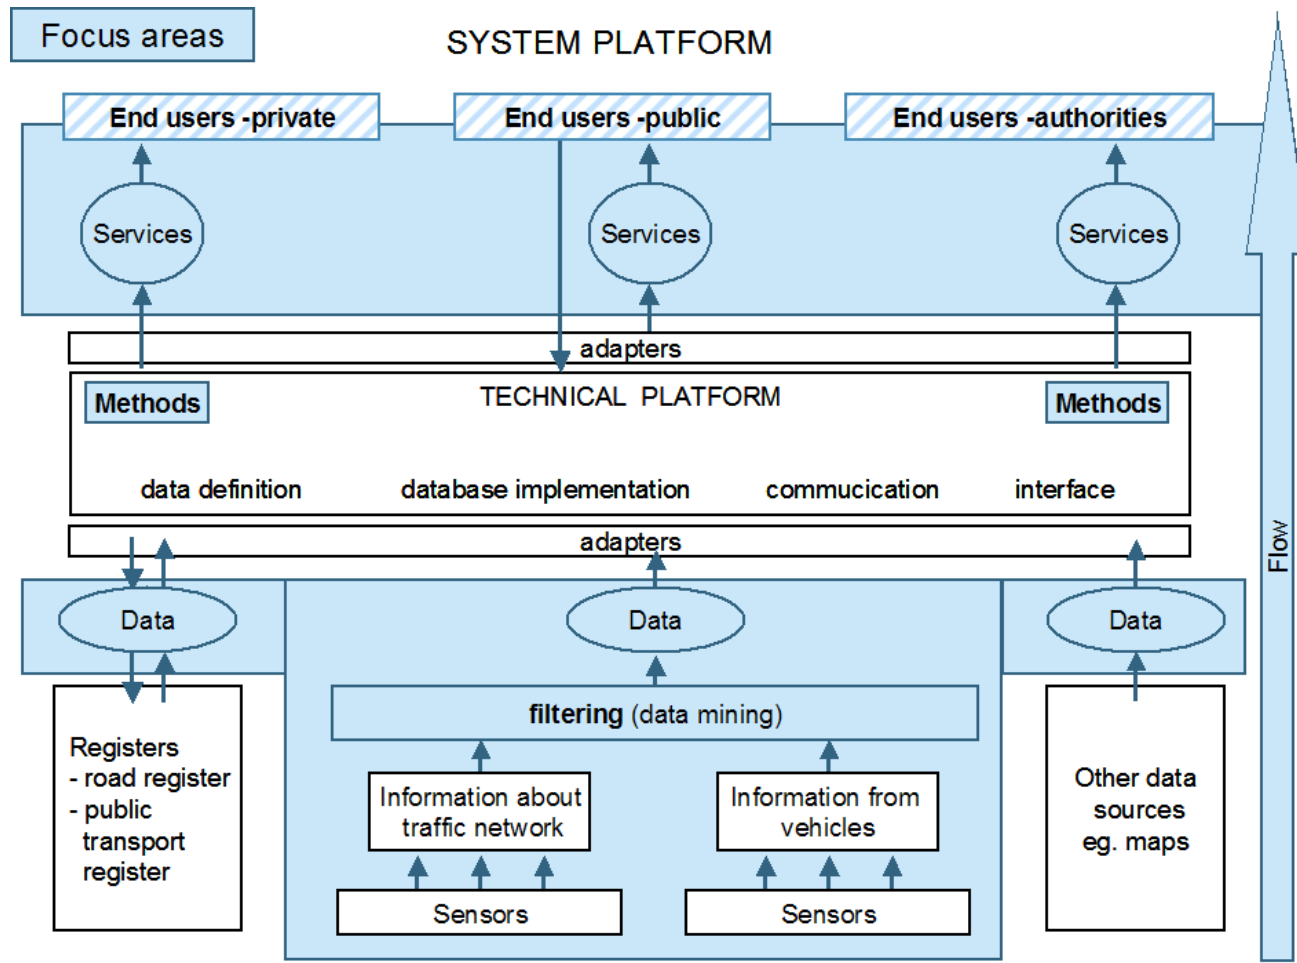 Focus areas
SYSTEM PLATFORM
End users -private
End users -public
End users -authorities
Services
Services
Services
adapters
Methods
TECHNICAL PLATFORM
Methods
data definition
database implementation
commucication
interface
adapters
Flow
Data
Data
Data
filtering (data mining)
Registers
- road register
- public
transport
register
Information about
traffic network
Information from
vehicles
Other data
sources
eg. maps
Sensors
Sensors